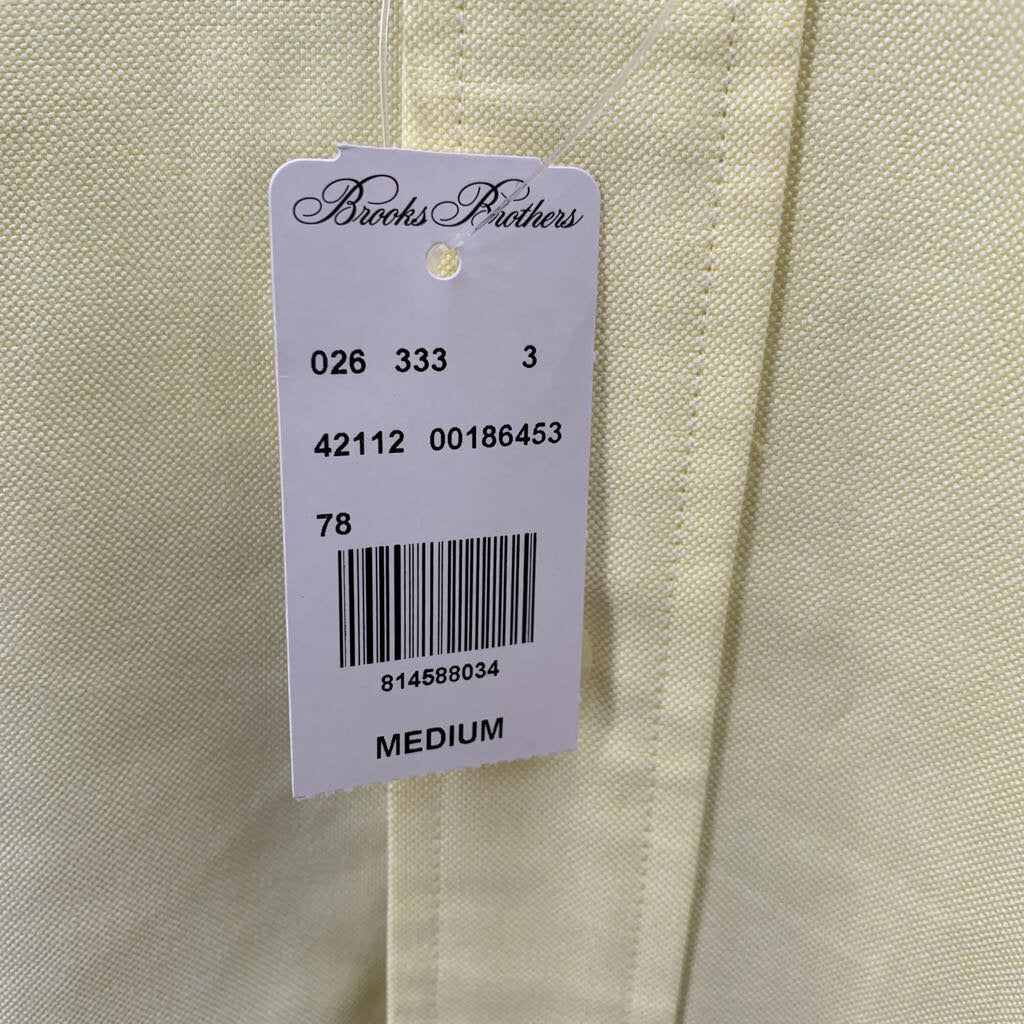 Brooks Brothers
026 333 3
42112 00186453
78
814588034
MEDIUM